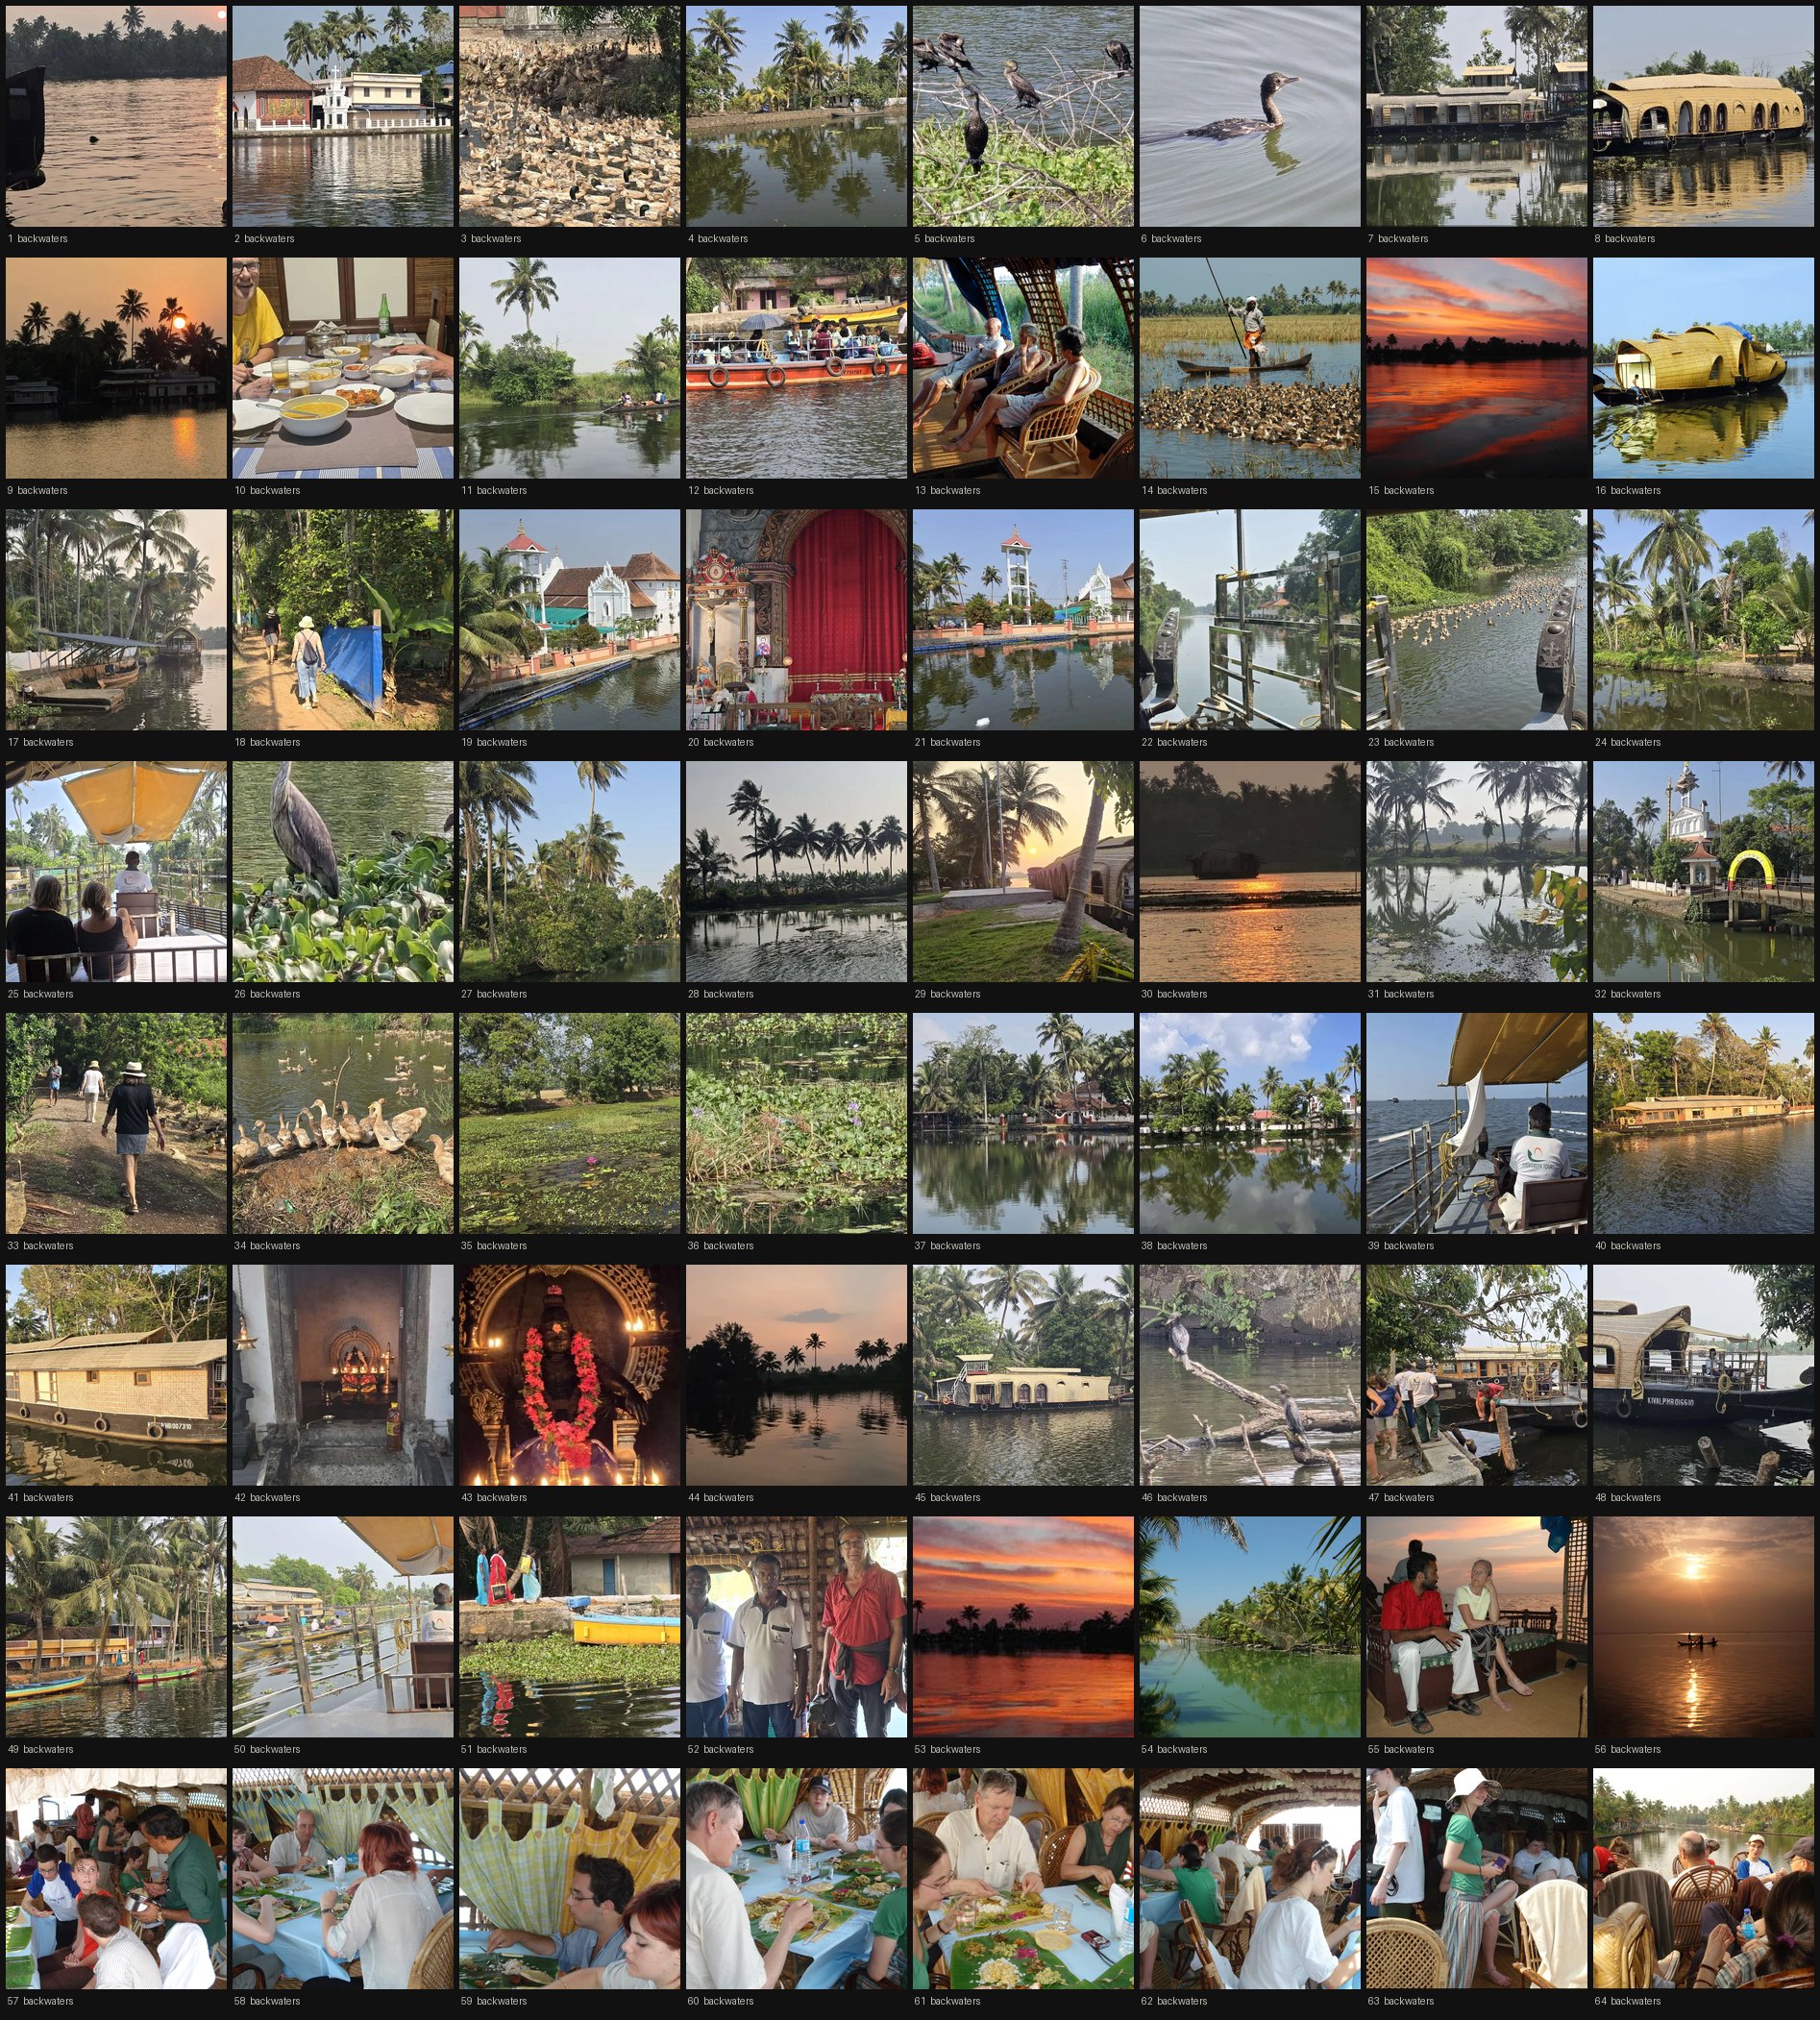 1 backwaters
2 backwaters
3 backwaters
4 backwaters
5 backwaters
6 backwaters
7 backwaters
8 backwaters
9 backwaters
10 backwaters
11 backwaters
12 backwaters
13 backwaters
14 backwaters
15 backwaters
16 backwaters
17 backwaters
18 backwaters
19 backwaters
20 backwaters
21 backwaters
22 backwaters
23 backwaters
24 backwaters
25 backwaters
26 backwaters
27 backwaters
28 backwaters
29 backwaters
30 backwaters
31 backwaters
32 backwaters
33 backwaters
34 backwaters
35 backwaters
36 backwaters
37 backwaters
38 backwaters
39 backwaters
40 backwaters
41 backwaters
42 backwaters
43 backwaters
44 backwaters
45 backwaters
46 backwaters
47 backwaters
KIV/ALP/HB016610
48 backwaters
49 backwaters
50 backwaters
51 backwaters
52 backwaters
53 backwaters
54 backwaters
55 backwaters
56 backwaters
57 backwaters
58 backwaters
59 backwaters
60 backwaters
61 backwaters
62 backwaters
63 backwaters
64 backwaters